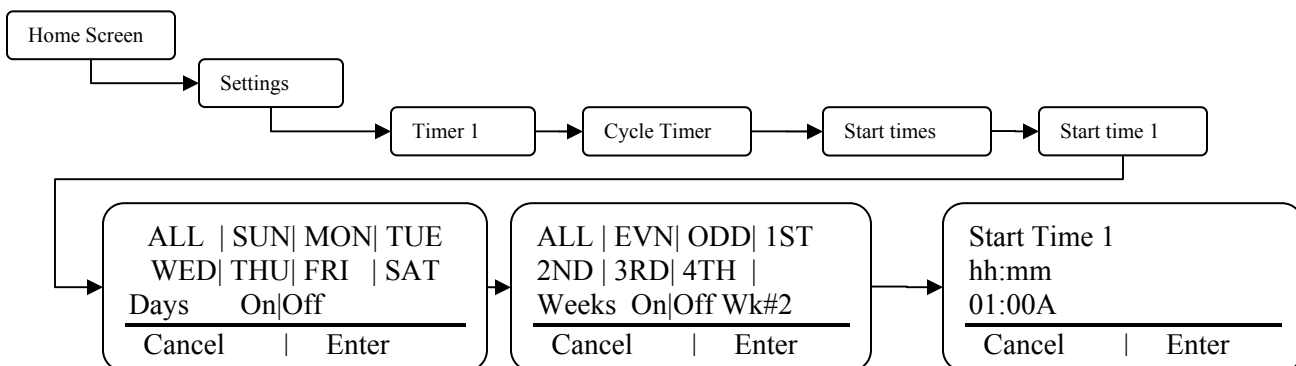 Home Screen
Settings
Timer 1
Cycle Timer
Start times
Start time 1
ALL | SUN| MON| TUE
WED| THU| FRI | SAT
Days On|Off
Cancel | Enter
ALL | EVN| ODD| 1ST
2ND | 3RD| 4TH |
Weeks On|Off Wk#2
Cancel | Enter
Start Time 1
hh:mm
01:00A
Cancel | Enter